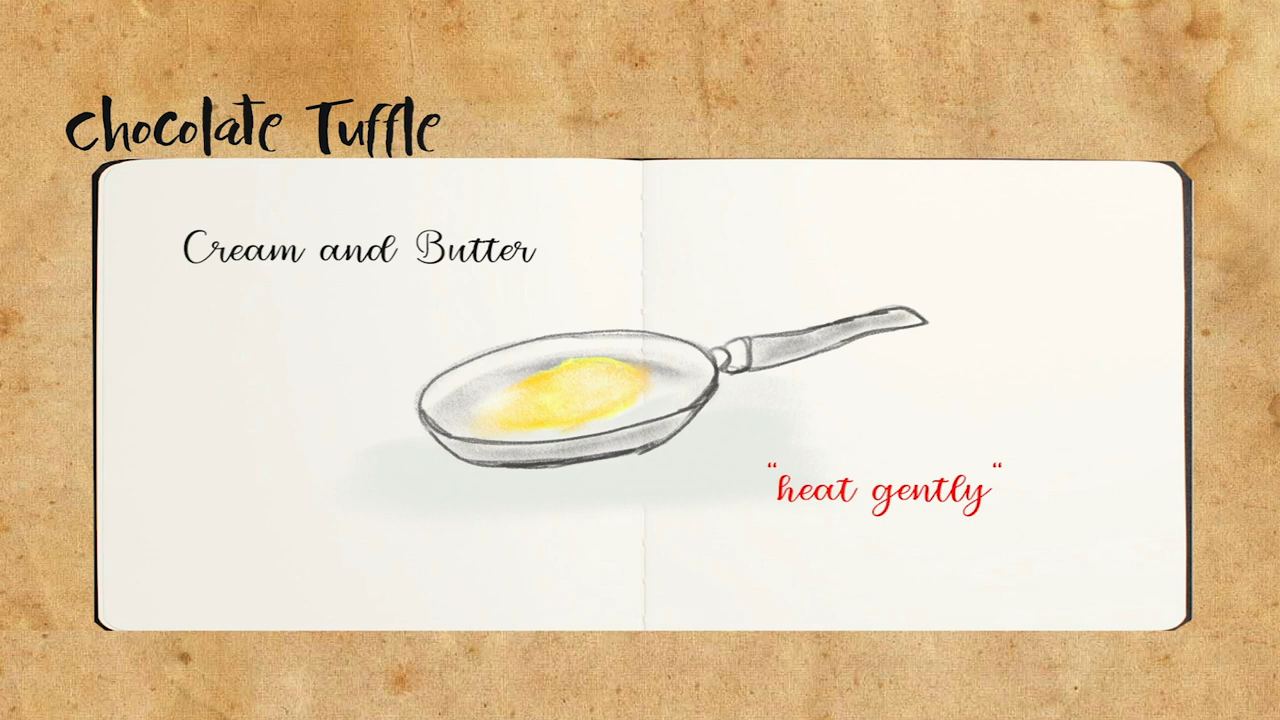 Chocolate Tuffle
Cream and Butter
“heat gently“